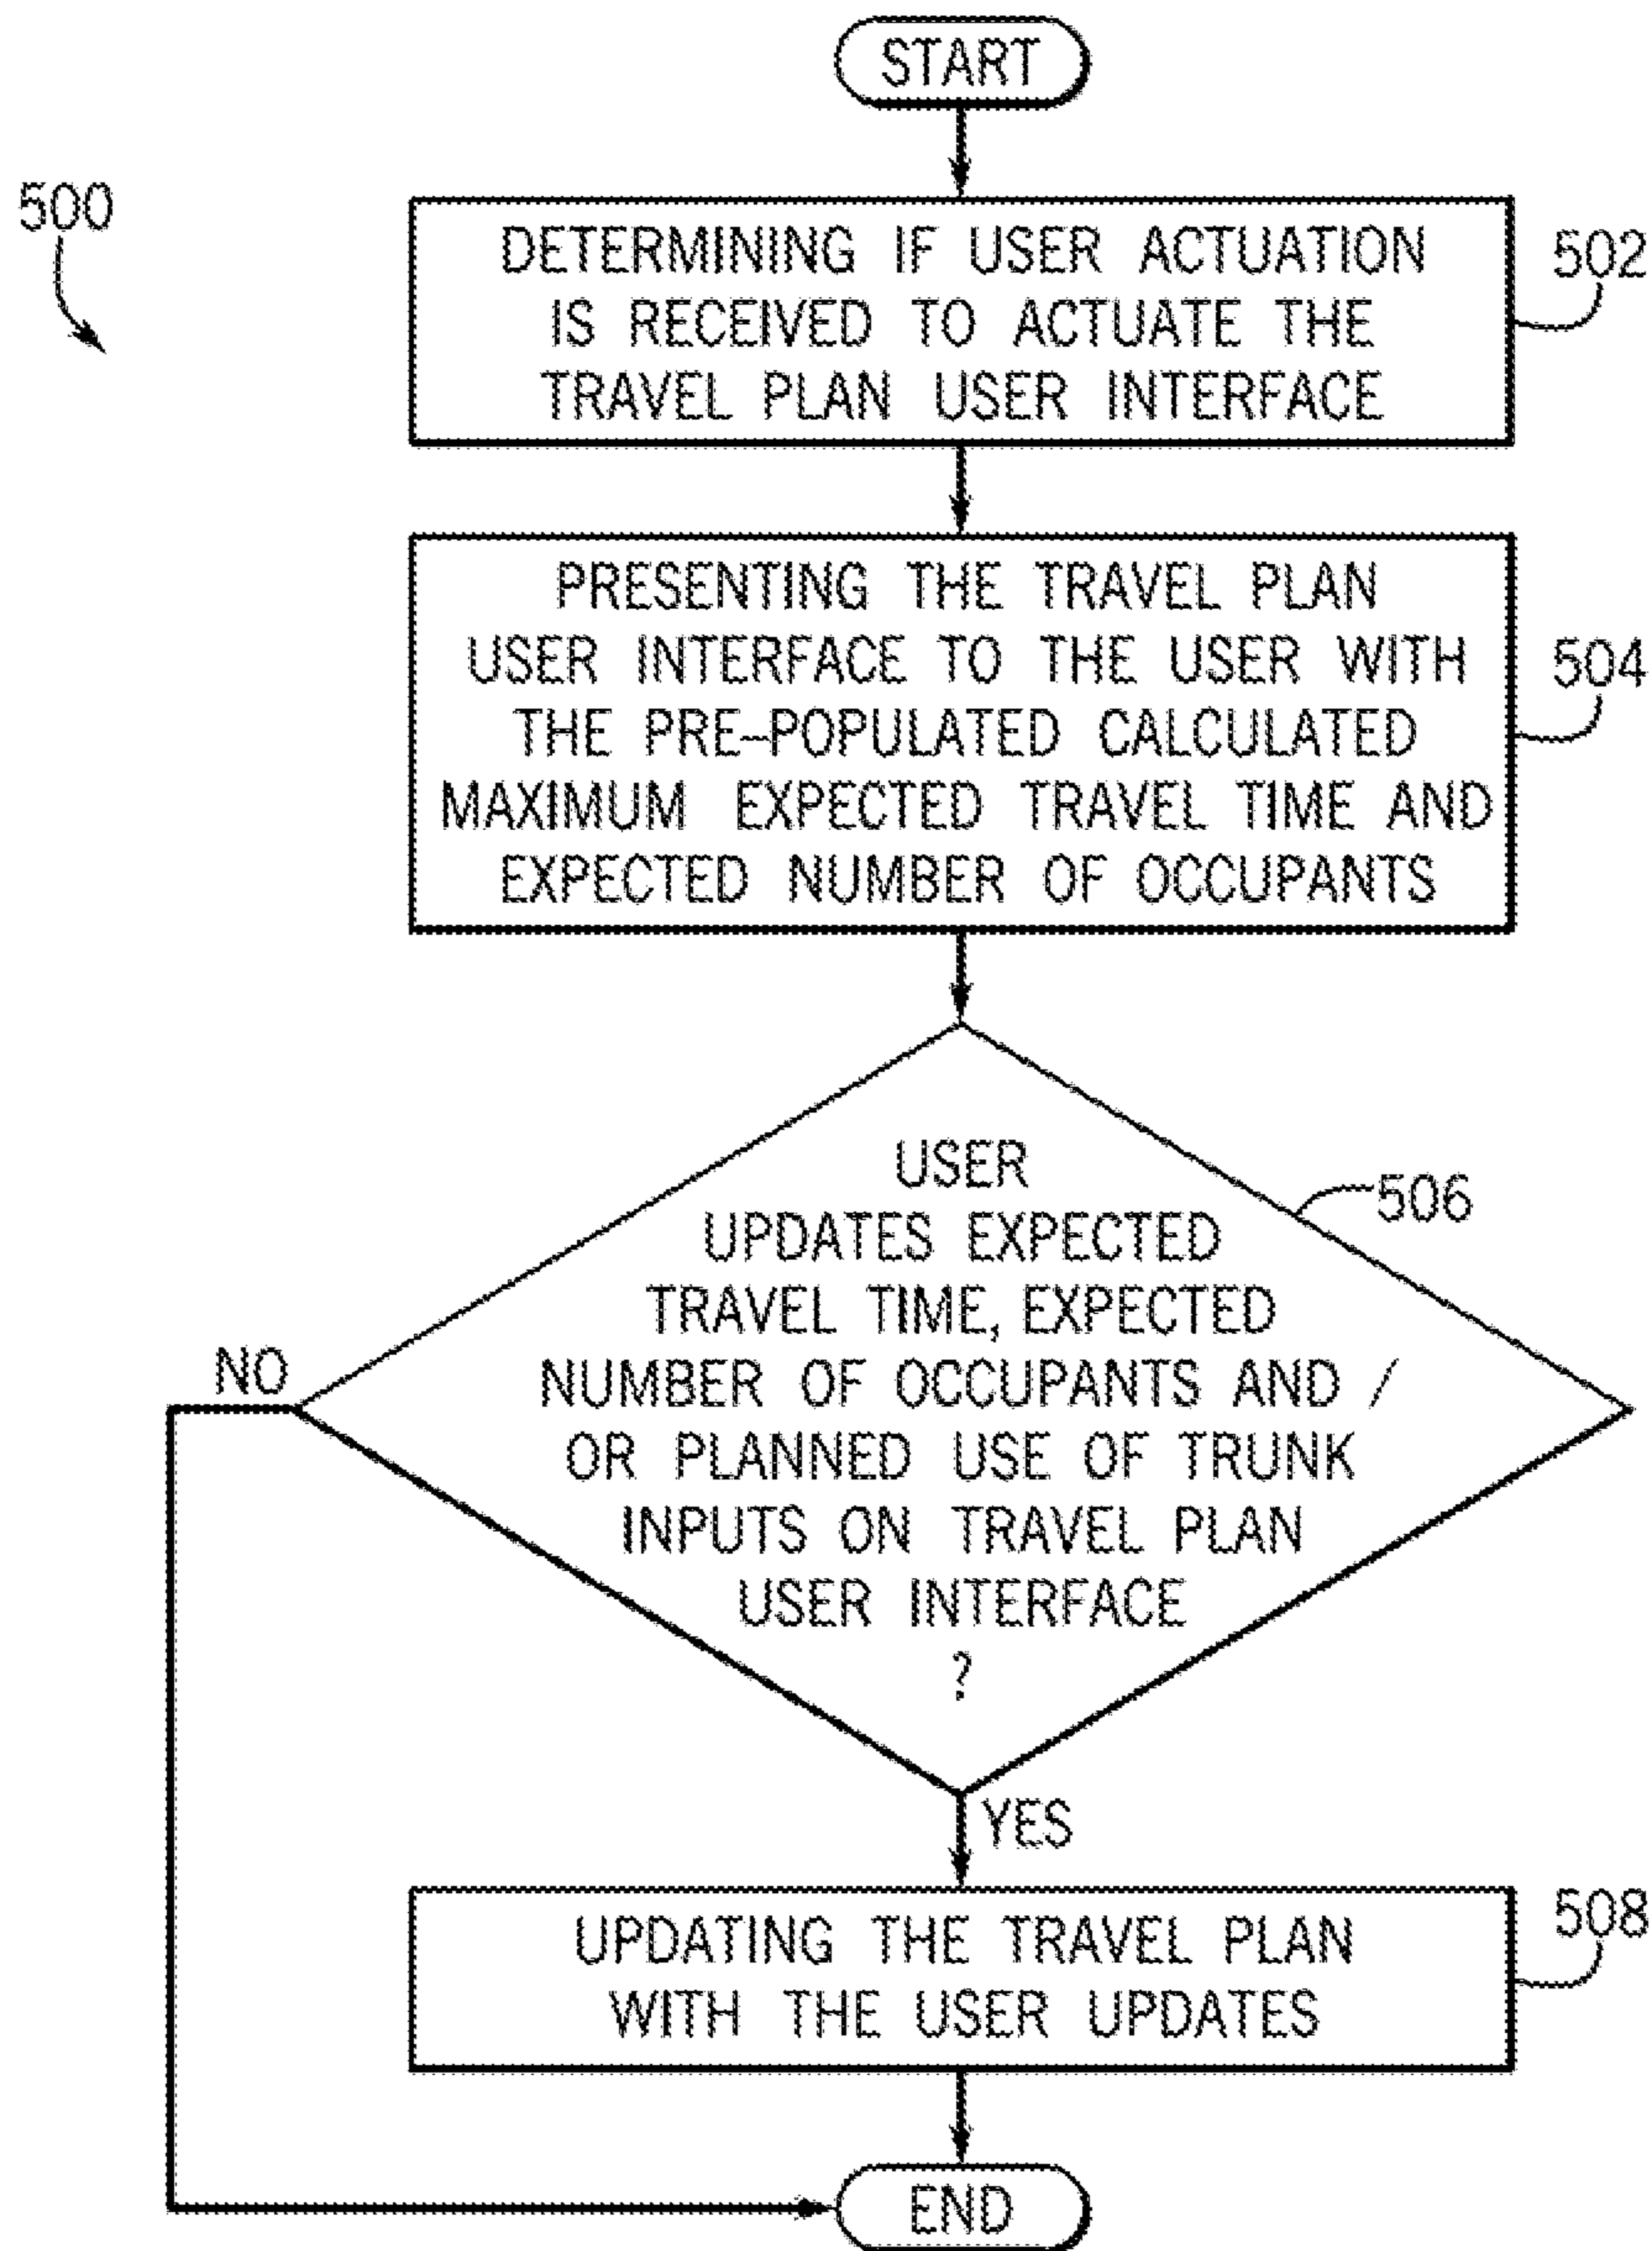 START
500
DETERMINING IF USER ACTUATION
IS RECEIVED TO ACTUATE THE
TRAVEL PLAN USER INTERFACE
502
PRESENTING THE TRAVEL PLAN
USER INTERFACE TO THE USER WITH
THE PRE-POPULATED CALCULATED
MAXIMUM EXPECTED TRAVEL TIME AND
EXPECTED NUMBER OF OCCUPANTS
504
USER
UPDATES EXPECTED
TRAVEL TIME, EXPECTED
NUMBER OF OCCUPANTS AND /
OR PLANNED USE OF TRUNK
INPUTS ON TRAVEL PLAN
USER INTERFACE
?
506
NO
YES
UPDATING THE TRAVEL PLAN
WITH THE USER UPDATES
508
END